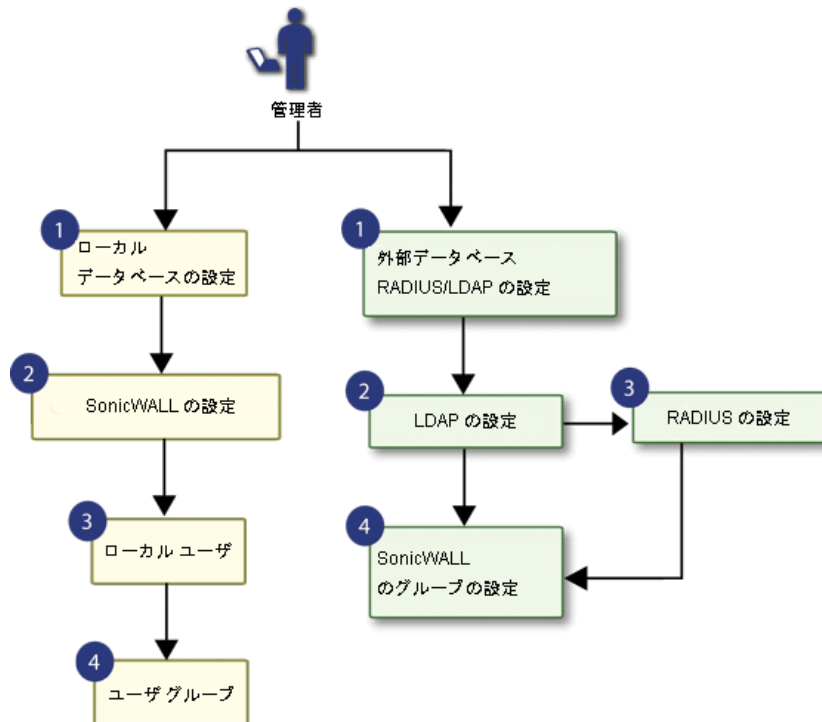 管理者
1
ローカル
データベースの設定
2
SonicWALL の設定
3
ローカル ユーザ
4
ユーザ グループ
1
外部データベース
RADIUS/LDAP の設定
2
LDAP の設定
3
RADIUS の設定
4
SonicWALL
のグループの設定